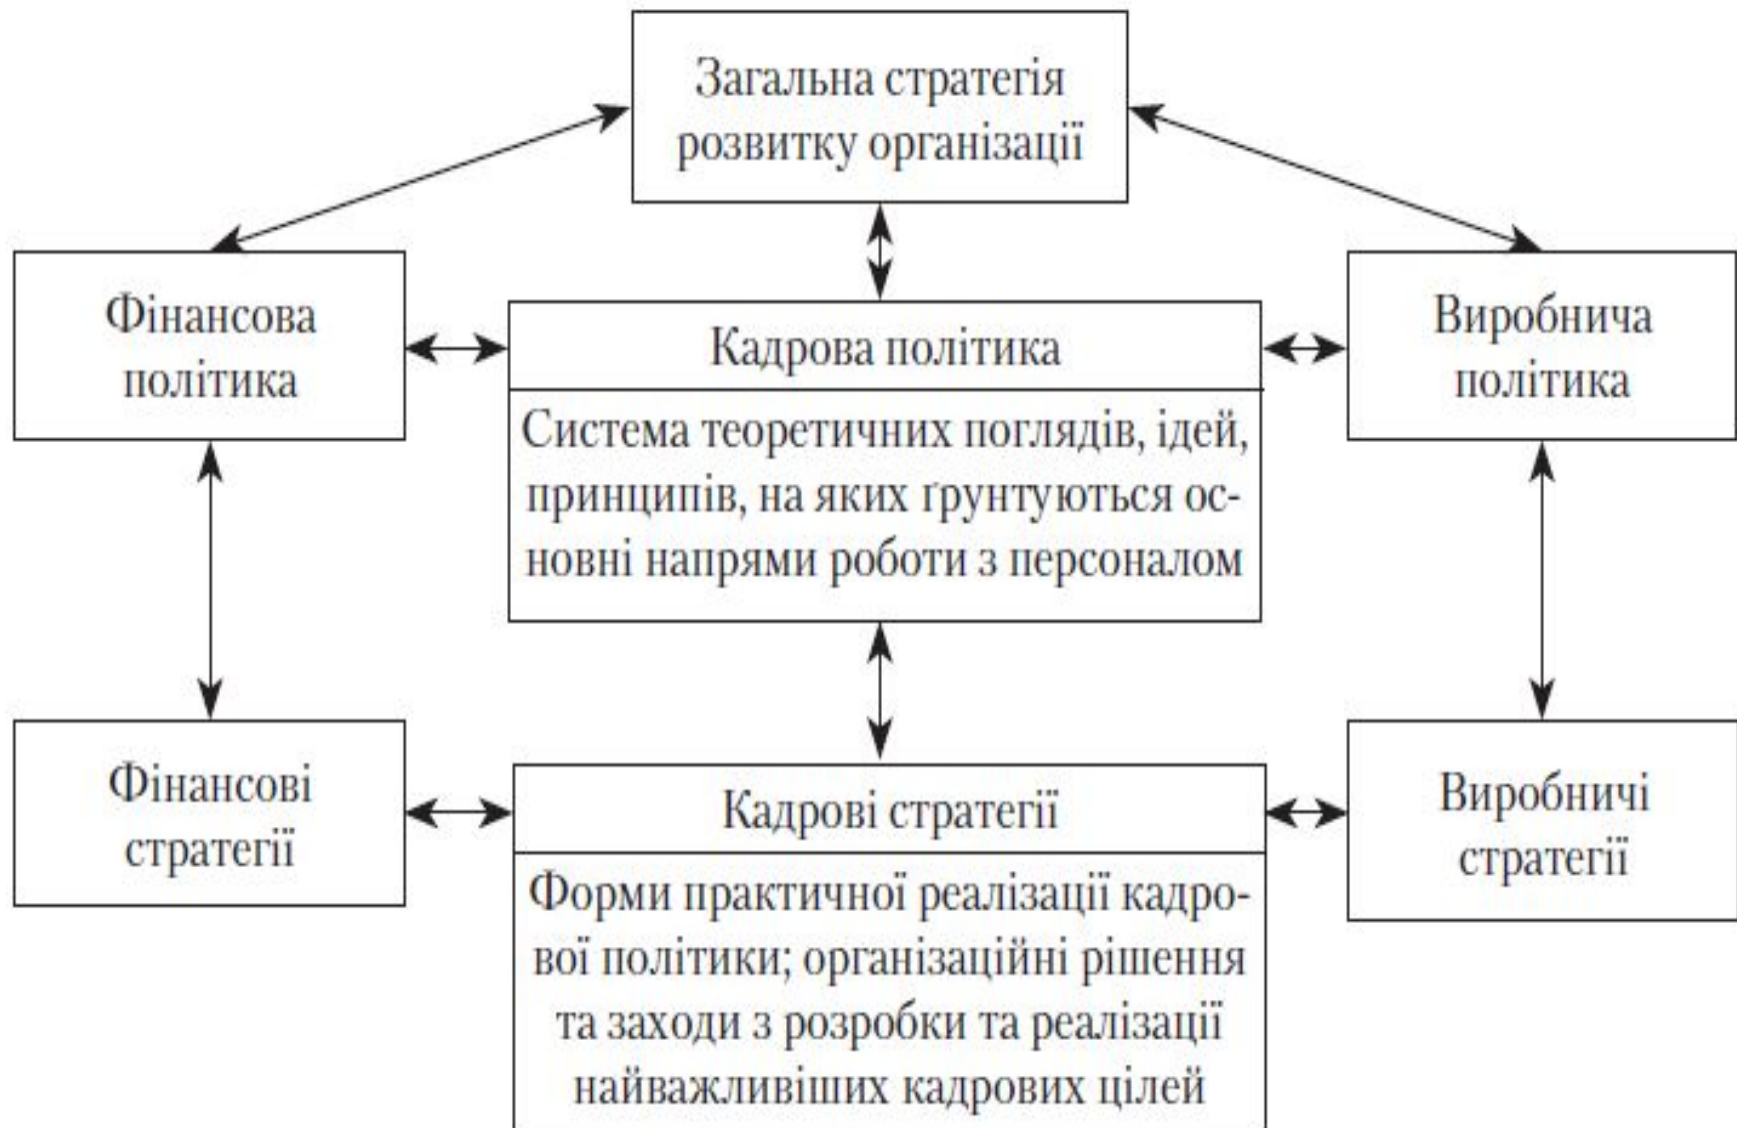 Загальна стратегія
розвитку організації
Фінансова
політика
Кадрова політика
Система теоретичних поглядів, ідей,
принципів, на яких ґрунтуються ос-
новні напрями роботи з персоналом
Виробнича
політика
Фінансові
стратегії
Кадрові стратегії
Форми практичної реалізації кадро-
вої політики; організаційні рішення
та заходи з розробки та реалізації
найважливіших кадрових цілей
Виробничі
стратегії